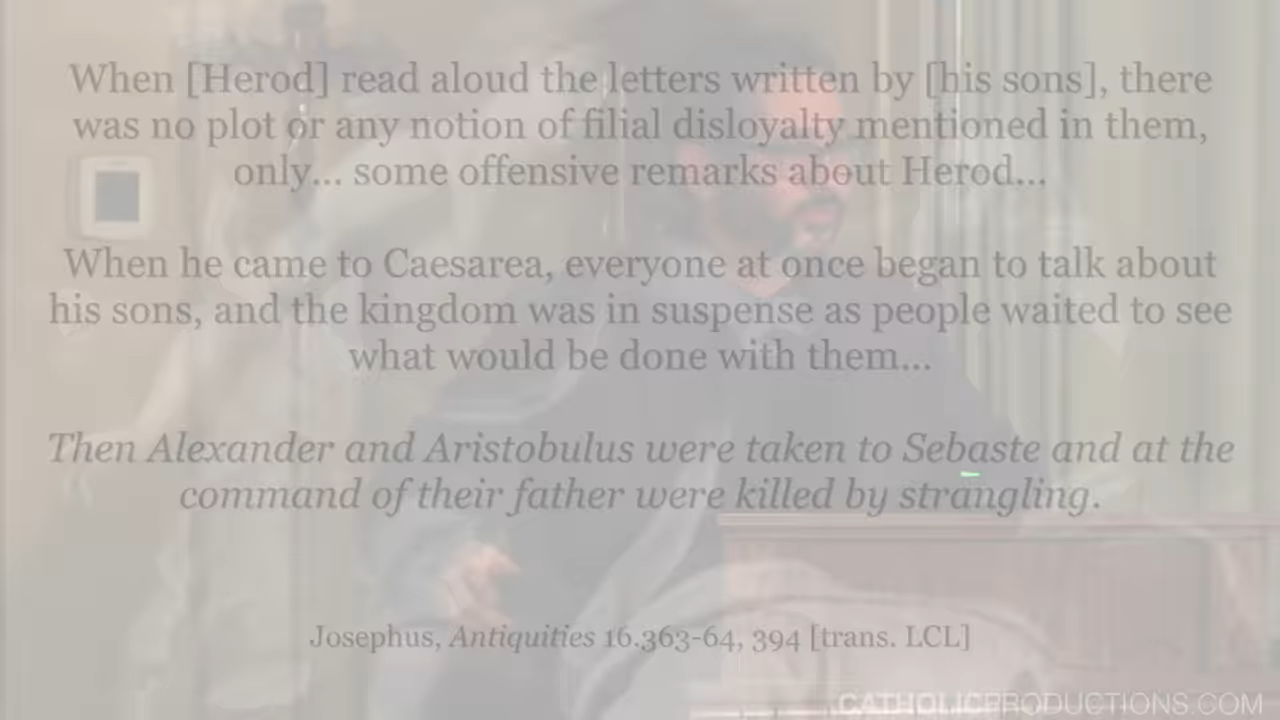 When [Herod] read aloud the letters written by [his sons], there
was no plot or any notion of filial disloyalty mentioned in them,
only... some offensive remarks about Herod...
When he came to Caesarea, everyone at once began to talk about
his sons, and the kingdom was in suspense as people waited to see
what would be done with them...
Then Alexander and Aristobulus were taken to Sebaste and at the
command of their father were killed by strangling.
Josephus, Antiquities 16.363-64, 394 [trans. LCL]
CATHOLICPRODUCTIONS.COM